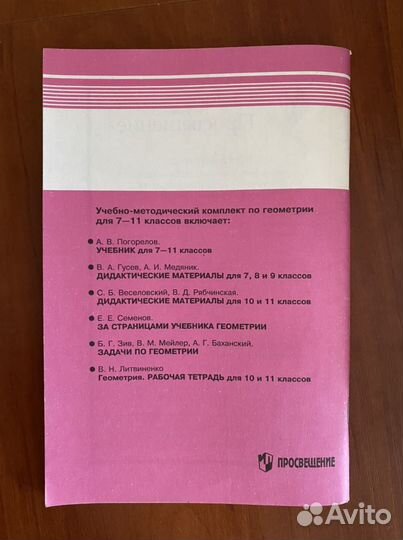 Учебно-методический комплект по геометрии
для 7—11 классов включает:
● А. В. Погорелов.
УЧЕБНИК для 7—11 классов
● В. А. Гусев, А. И. Медяник.
ДИДАКТИЧЕСКИЕ МАТЕРИАЛЫ для 7, 8 и 9 классов
● С. Б. Веселовский, В. Д. Рябчинская.
ДИДАКТИЧЕСКИЕ МАТЕРИАЛЫ для 10 и 11 классов
● Е. Е. Семенов.
ЗА СТРАНИЦАМИ УЧЕБНИКА ГЕОМЕТРИИ
● Б. Г. Зив, В. М. Мейлер, А. Г. Баханский.
ЗАДАЧИ ПО ГЕОМЕТРИИ
● В. Н. Литвиненко
Геометрия. РАБОЧАЯ ТЕТРАДЬ для 10 и 11 классов
ПРОСВЕЩЕНИЕ
Avito